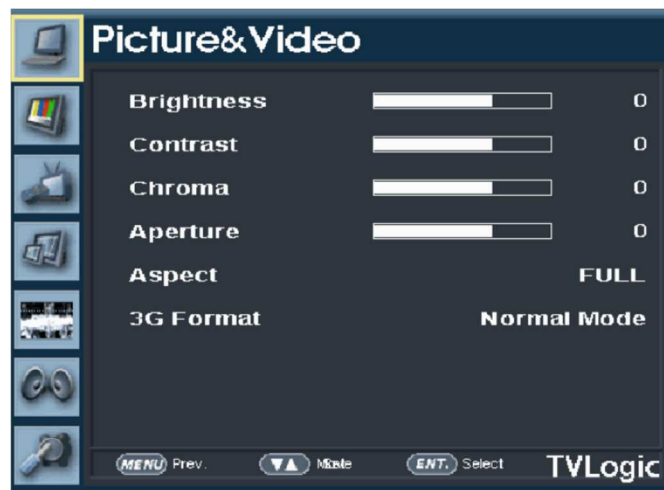 Picture&Video
Brightness 0
Contrast 0
Chroma 0
Aperture 0
Aspect FULL
3G Format Normal Mode
MENU Prev. ▼▲ ENT. Select TVLogic